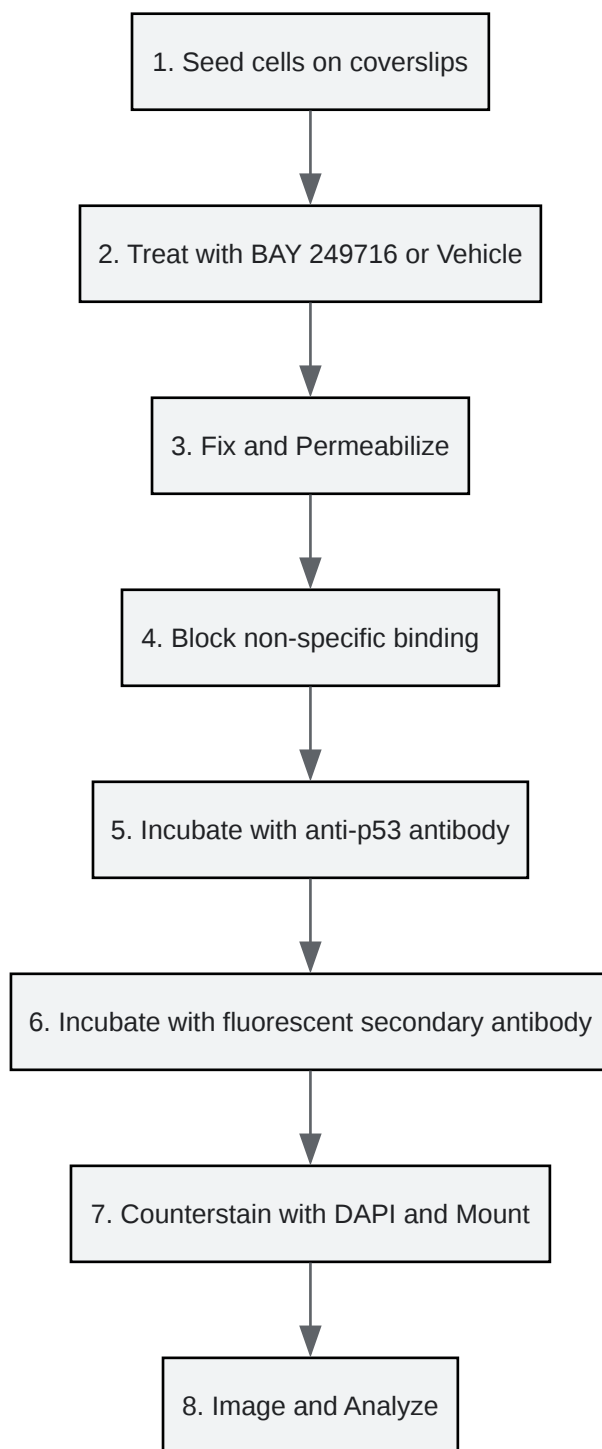 1. Seed cells on coverslips
2. Treat with BAY 249716 or Vehicle
3. Fix and Permeabilize
4. Block non-specific binding
5. Incubate with anti-p53 antibody
6. Incubate with fluorescent secondary antibody
7. Counterstain with DAPI and Mount
8. Image and Analyze